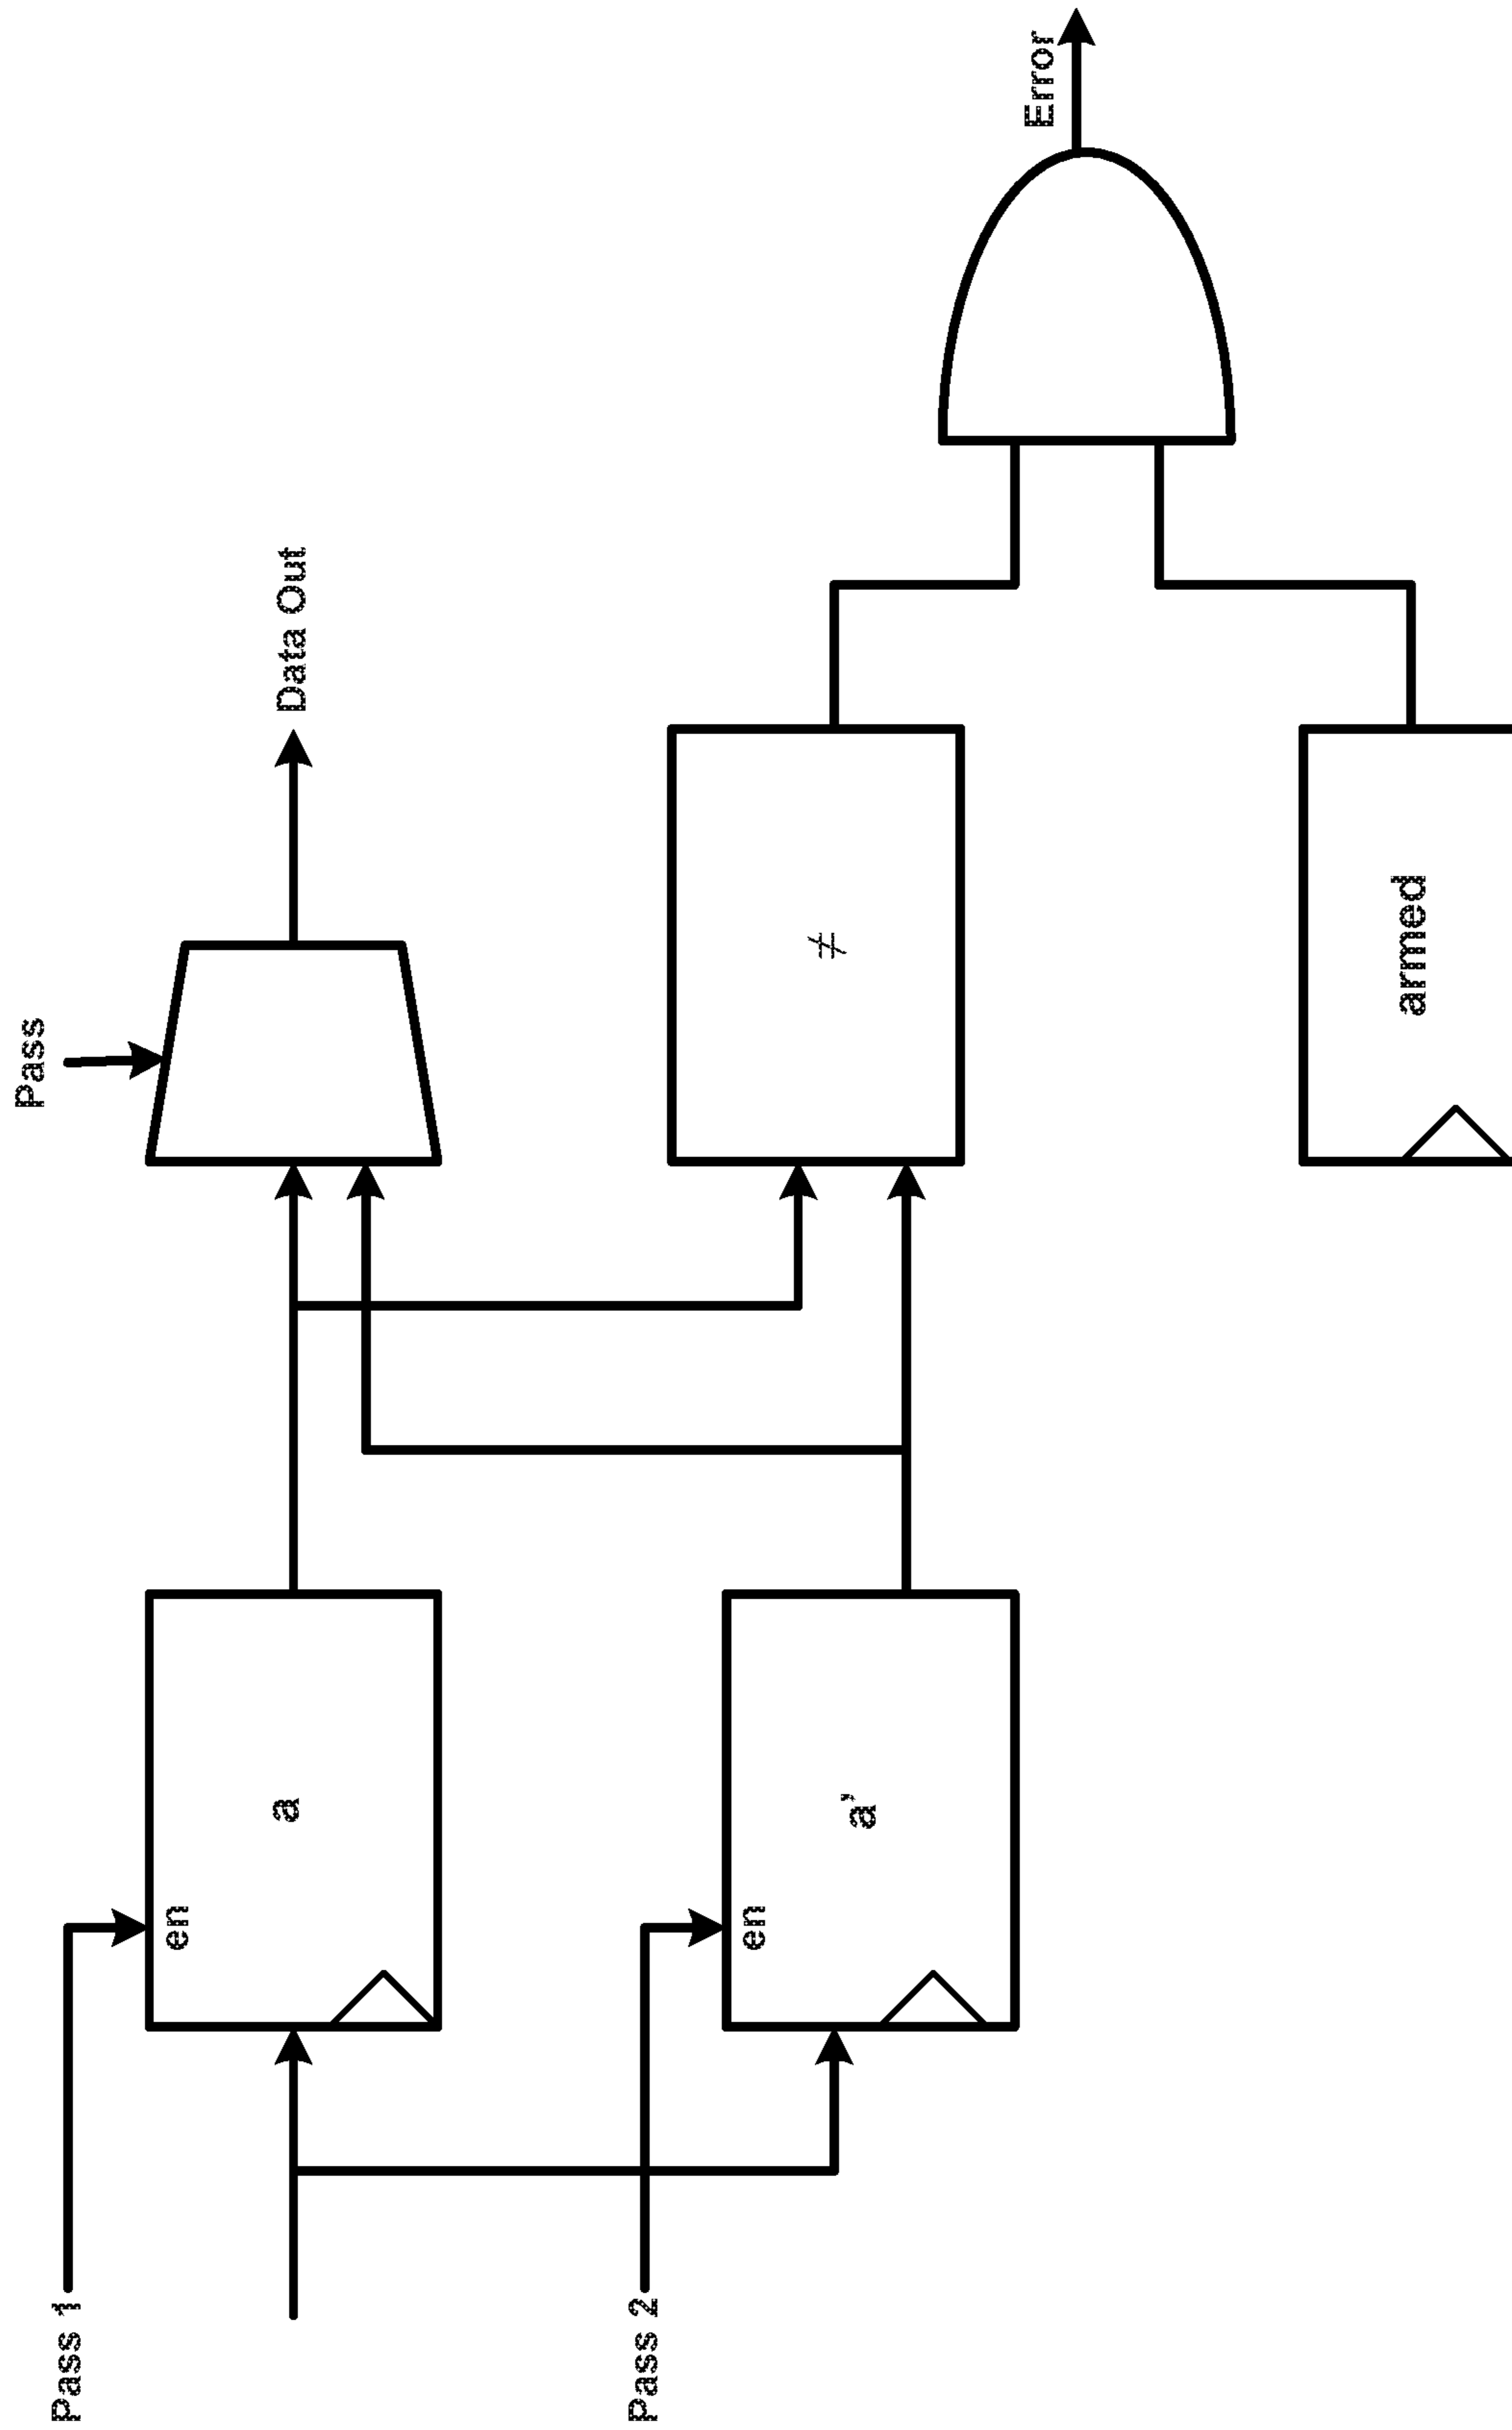 Pass 1
en
a
Pass
Data Out
Pass 2
en
a'
≠
Error
armed